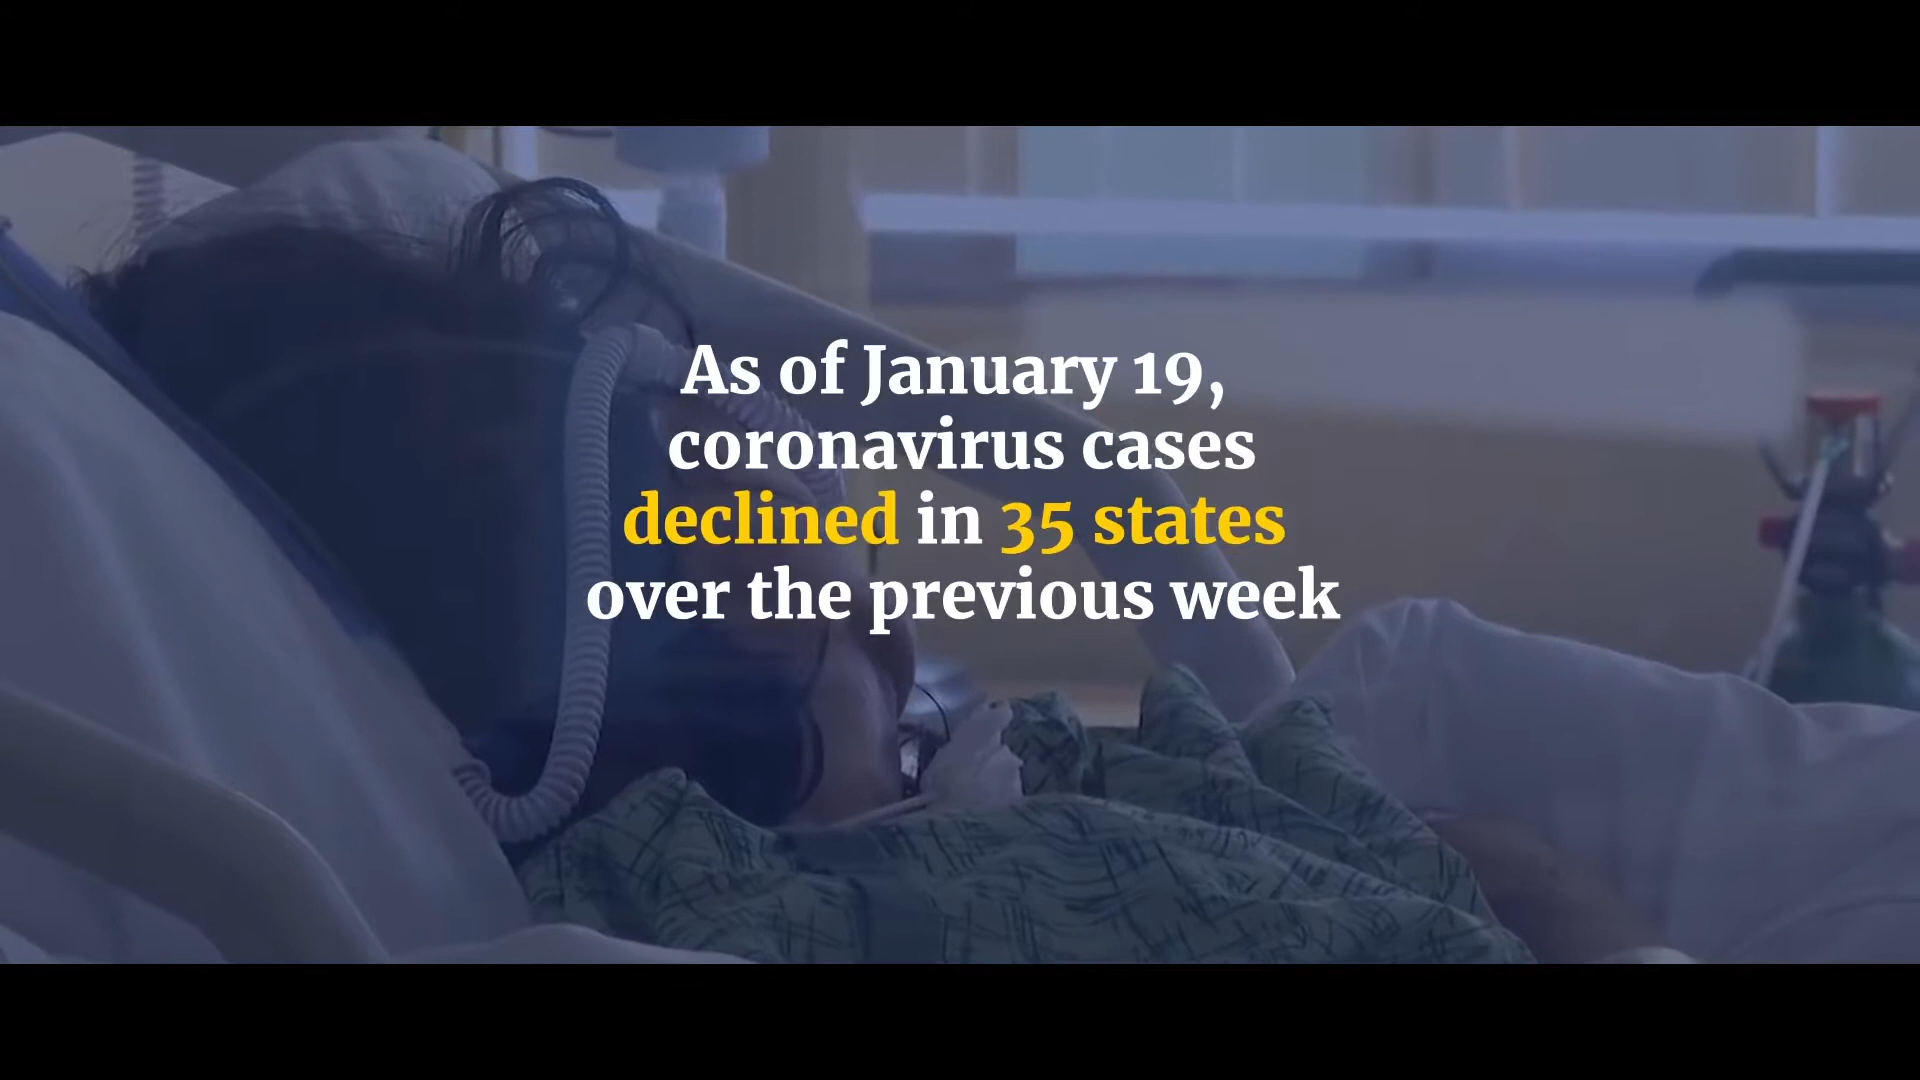 As of January 19,
coronavirus cases
declined in 35 states
over the previous week